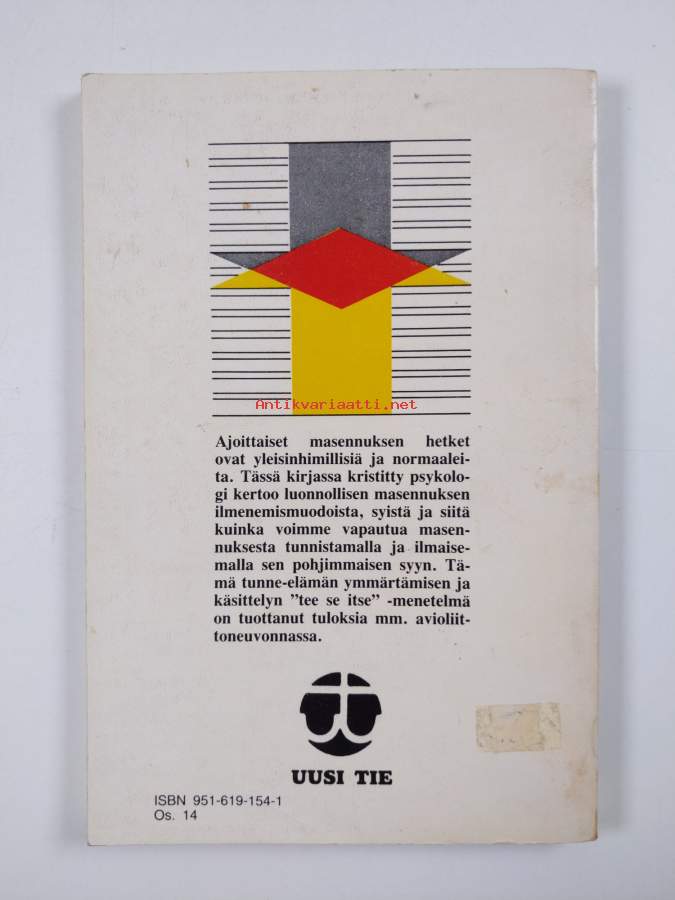 Antikvariaatti.net
Ajoittaiset masennuksen hetket
ovat yleisinhimillisiä ja normaalei-
ta. Tässä kirjassa kristitty psykolo-
gi kertoo luonnollisen masennuksen
ilmenemismuodoista, syistä ja siitä
kuinka voimme vapautua masen-
nuksesta tunnistamalla ja ilmaise-
malla sen pohjimmaisen syyn. Tä-
mä tunne-elämän ymmärtämisen ja
käsittelyn ”tee se itse” -menetelmä
on tuottanut tuloksia mm. avioliit-
toneuvonnassa.
UUSI TIE
ISBN 951-619-154-1
Os. 14